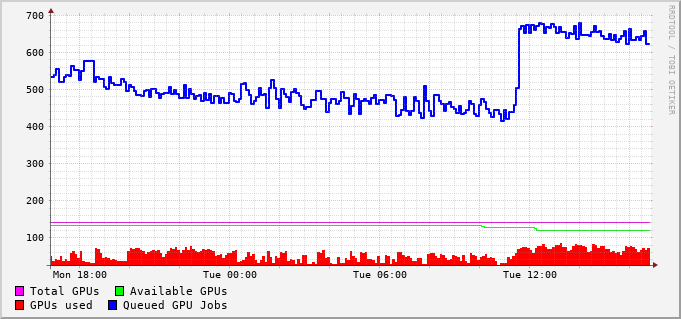 700
600
500
400
300
200
100
Mon 18:00 Tue 00:00 Tue 06:00 Tue 12:00
Total GPUs Available GPUs
GPUs used Queued GPU Jobs
RRDTOOL / TOBI OETIKER